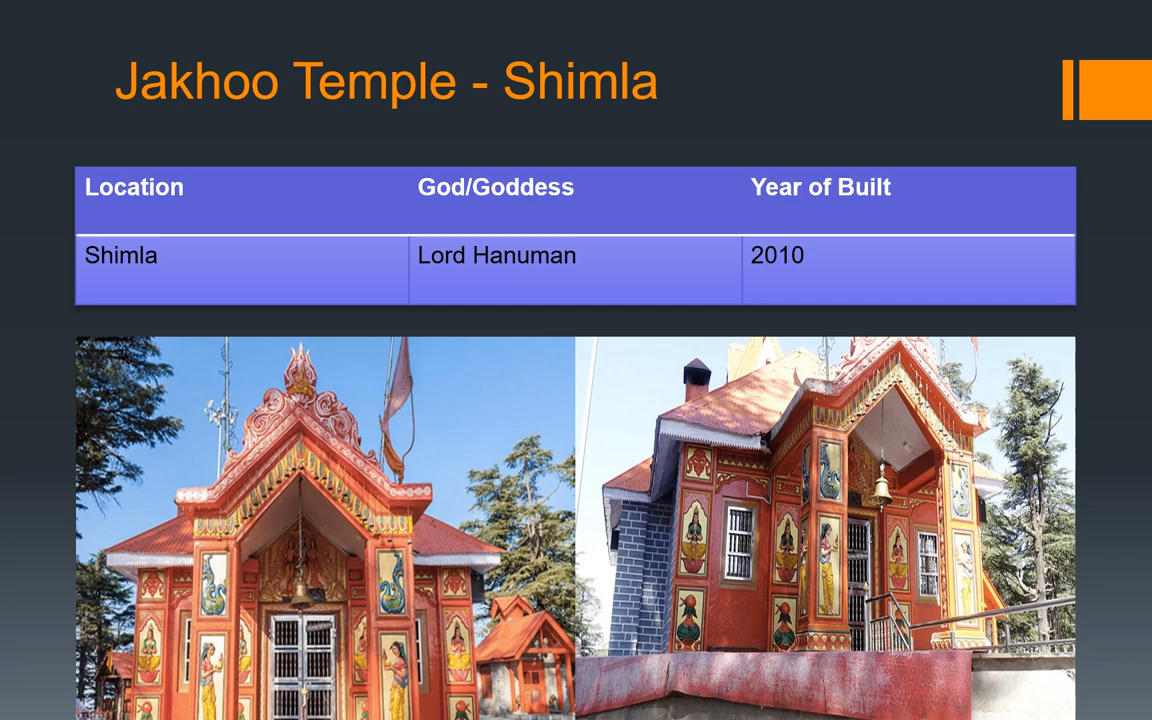 Jakhoo Temple - Shimla
Location God/Goddess Year of Built
Shimla Lord Hanuman 2010